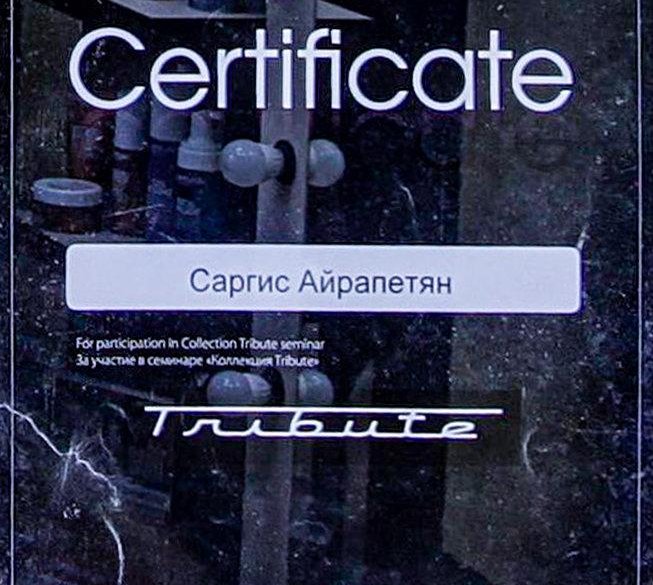 Certificate
Саргис Айрапетян
For participation in Collection Tribute seminar
За участие в семинаре «Коллекция Tribute»
Tribute